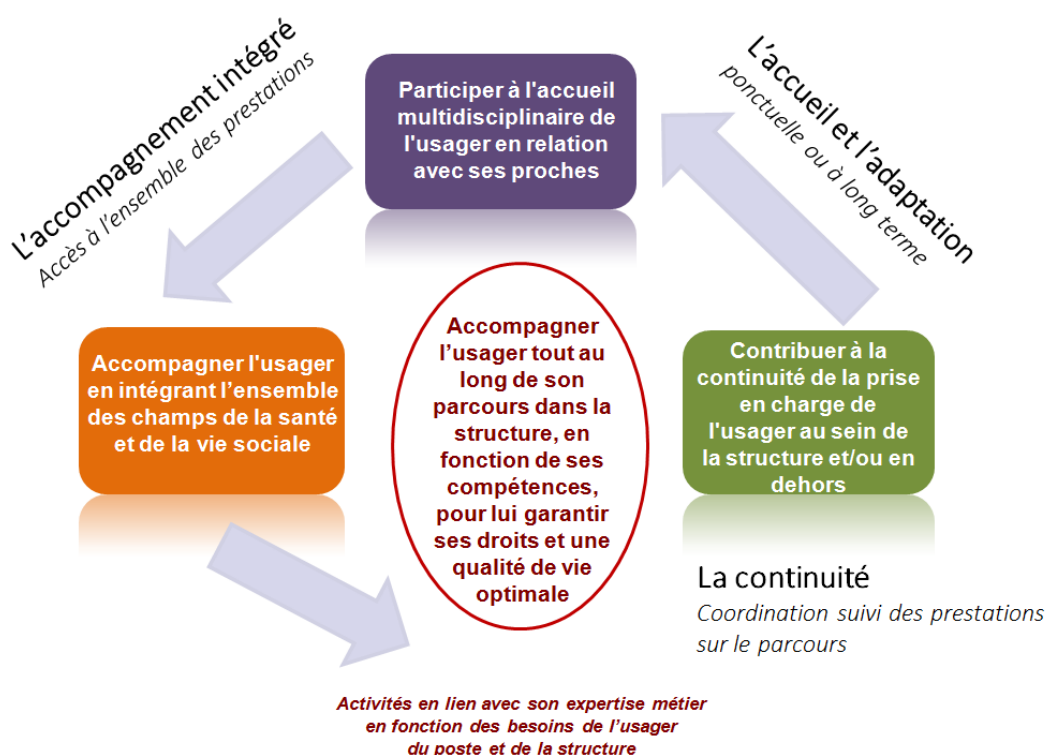 L'accompagnement intégré
Accès à l'ensemble des prestations
Participer à l'accueil
multidisciplinaire de
l'usager en relation
avec ses proches
L'accueil et l'adaptation
ponctuelle ou à long terme
Accompagner l'usager
en intégrant l’ensemble
des champs de la santé
et de la vie sociale
Accompagner
l’usager tout au
long de son
parcours dans la
structure, en
fonction de ses
compétences,
pour lui garantir
ses droits et une
qualité de vie
optimale
Contribuer à la
continuité de la prise
en charge de
l'usager au sein de
la structure et/ou en
dehors
La continuité
Coordination suivi des prestations
sur le parcours
Activités en lien avec son expertise métier
en fonction des besoins de l’usager
du poste et de la structure